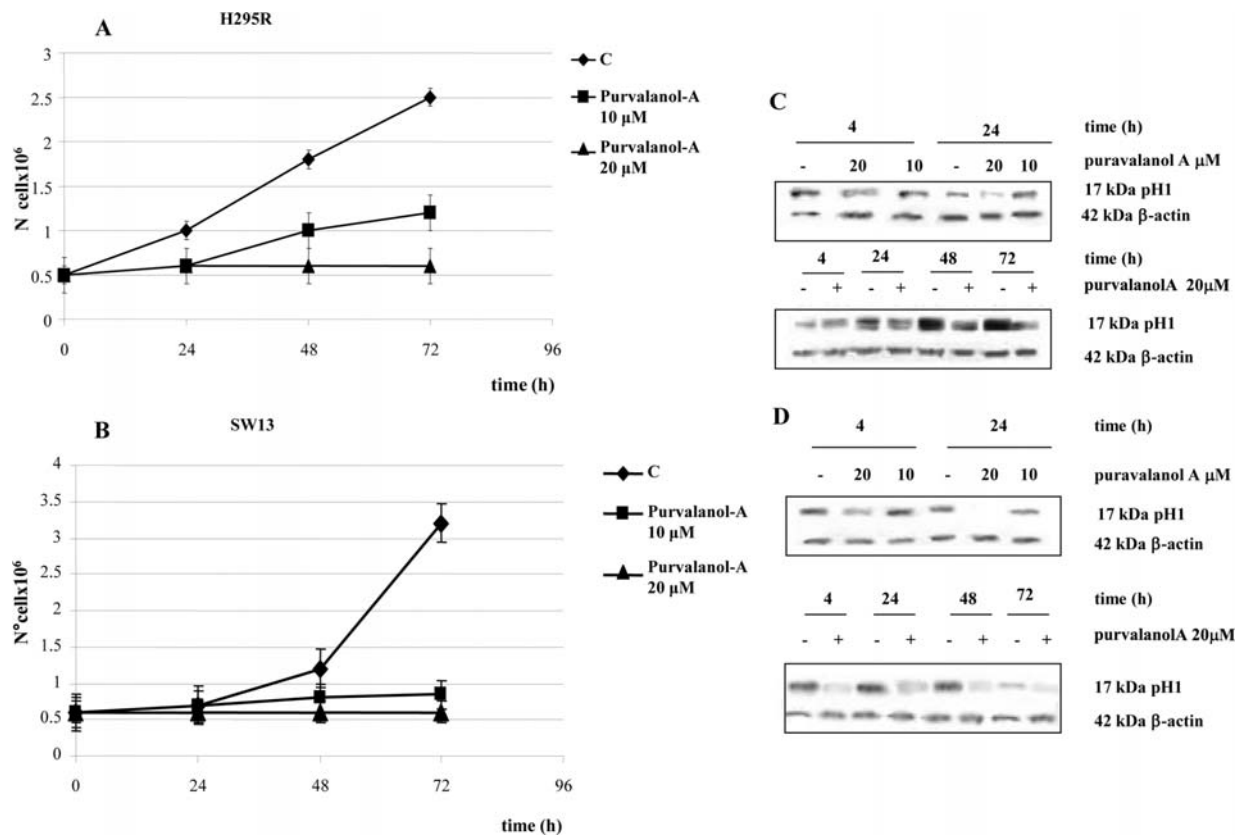 A
H295R
3
2.5
2
1.5
1
0.5
0
N cellx10⁶
0 24 48 72 96
time (h)
C
Purvalanol-A
10 μM
Purvalanol-A
20 μM
B
SW13
4
3.5
3
2.5
2
1.5
1
0.5
0
N°cellx10⁶
0 24 48 72 96
time (h)
C
Purvalanol-A
10 μM
Purvalanol-A
20 μM
C
4 24 time (h)
- 20 10 - 20 10 puravalanol A μM
17 kDa pH1
42 kDa β-actin
4 24 48 72 time (h)
- + - + - + - + purvalanolA 20μM
17 kDa pH1
42 kDa β-actin
D
4 24 time (h)
- 20 10 - 20 10 puravalanol A μM
17 kDa pH1
42 kDa β-actin
4 24 48 72 time (h)
- + - + - + - + purvalanolA 20μM
17 kDa pH1
42 kDa β-actin